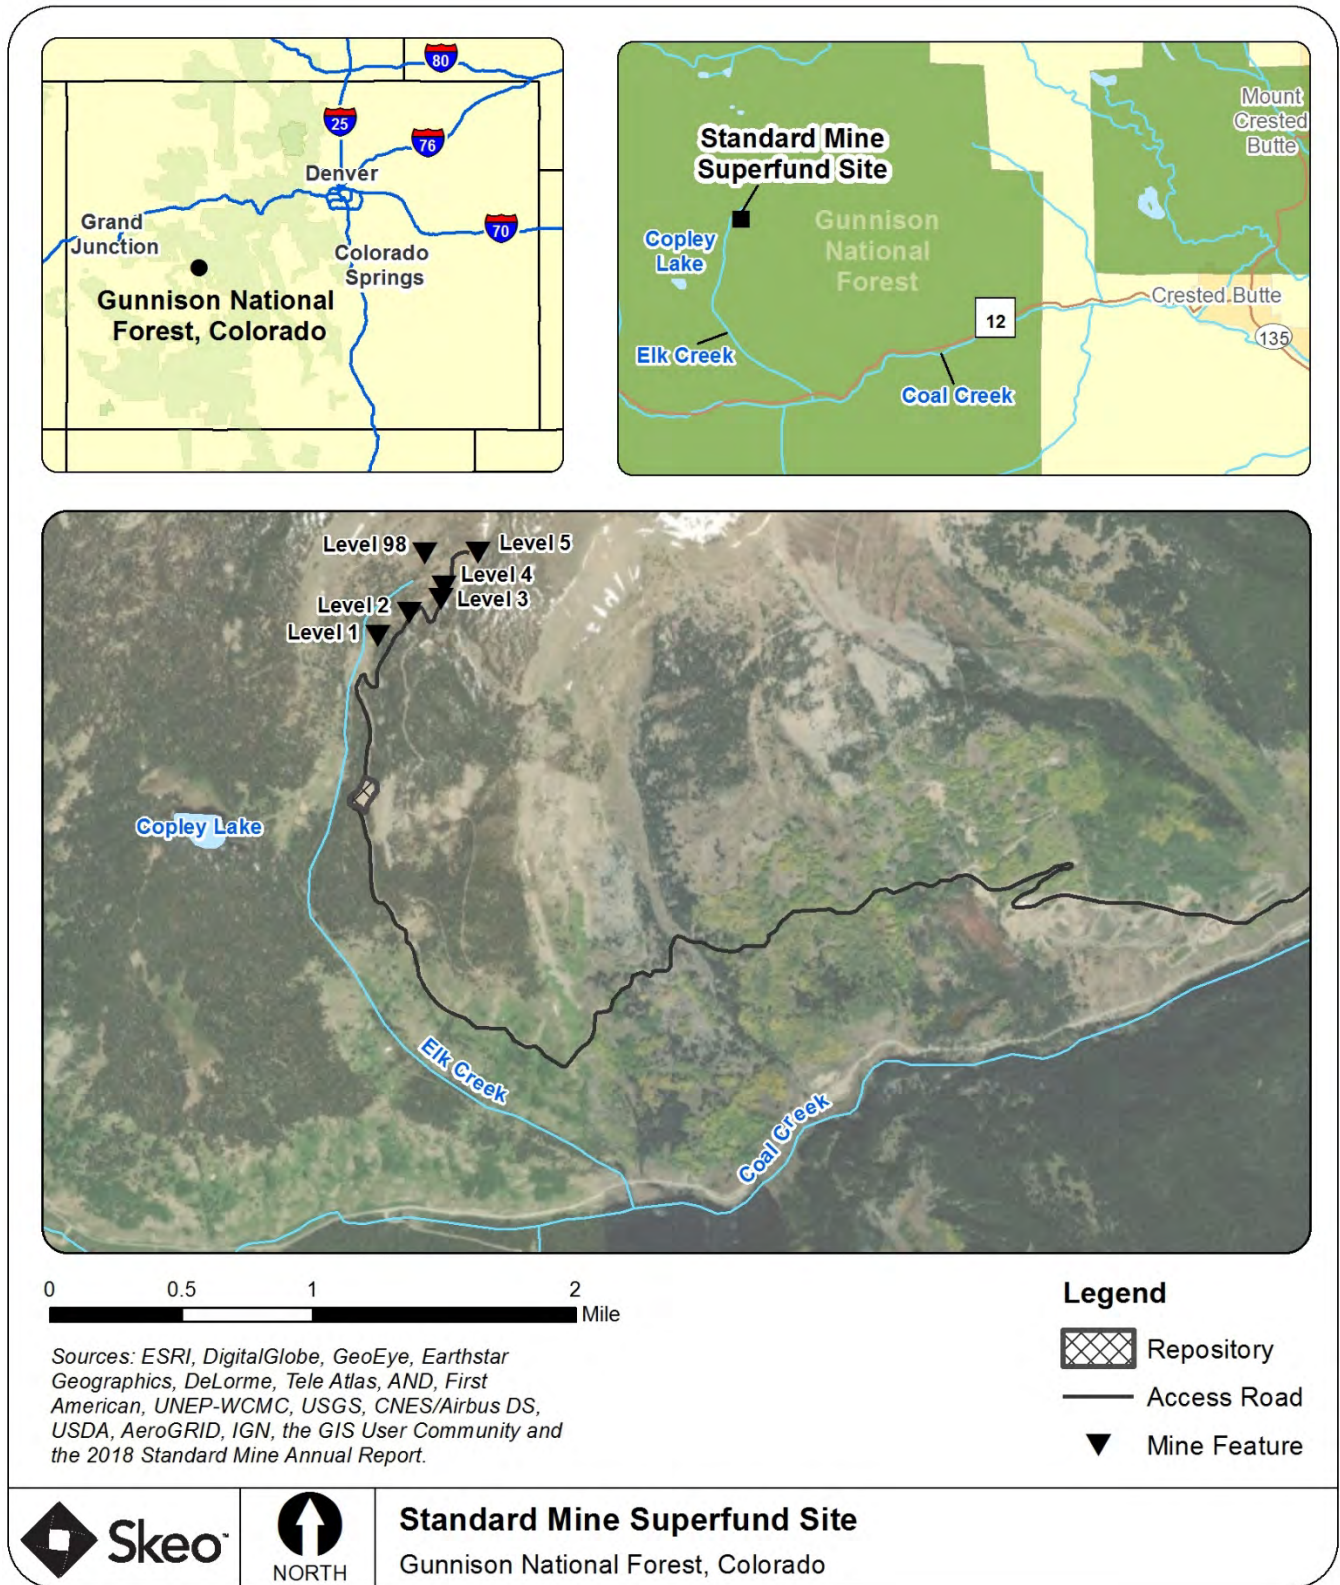 80
25
76
Denver
70
Grand
Junction
Colorado
Springs
Gunnison National
Forest, Colorado
Mount
Crested
Butte
Standard Mine
Superfund Site
Gunnison
National
Forest
Copley
Lake
Crested Butte
12
135
Elk Creek
Coal Creek
Level 98
Level 5
Level 4
Level 3
Level 2
Level 1
Copley Lake
Elk Creek
Coal Creek
0 0.5 1 2
Mile
Sources: ESRI, DigitalGlobe, GeoEye, Earthstar
Geographics, DeLorme, Tele Atlas, AND, First
American, UNEP-WCMC, USGS, CNES/Airbus DS,
USDA, AeroGRID, IGN, the GIS User Community and
the 2018 Standard Mine Annual Report.
Legend
Repository
Access Road
Mine Feature
Skeo™
NORTH
Standard Mine Superfund Site
Gunnison National Forest, Colorado